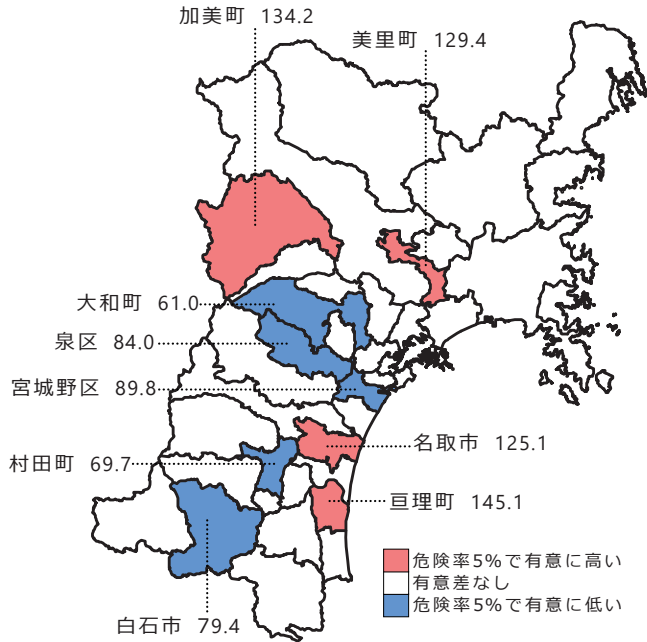 加美町 134.2
美里町 129.4
大和町 61.0
泉区 84.0
宮城野区 89.8
名取市 125.1
村田町 69.7
亘理町 145.1
危険率5%で有意に高い
有意差なし
危険率5%で有意に低い
白石市 79.4